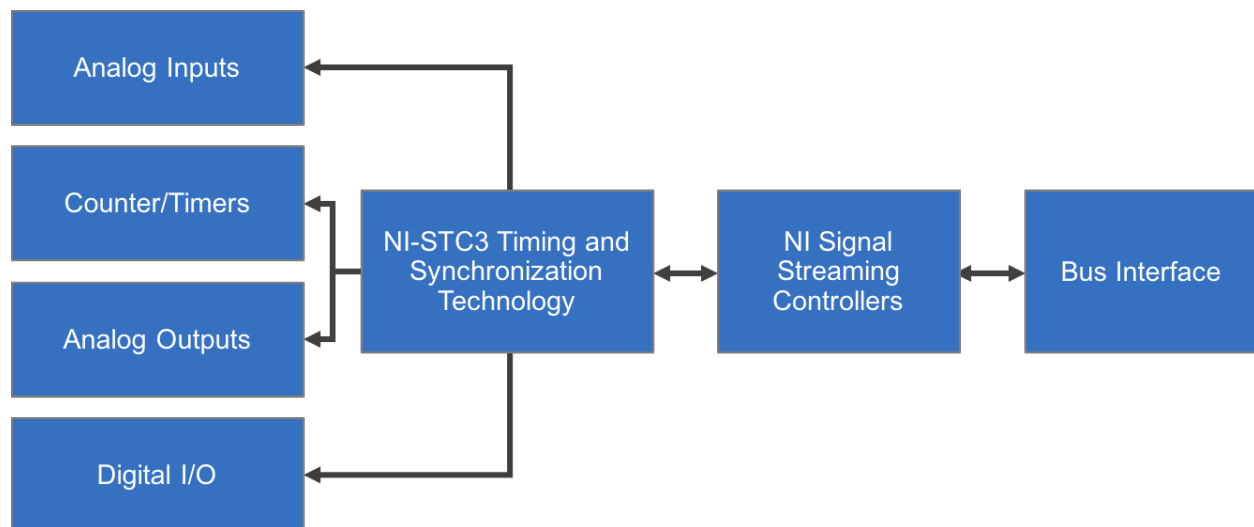 Analog Inputs
Counter/Timers
Analog Outputs
Digital I/O
NI-STC3 Timing and
Synchronization
Technology
NI Signal
Streaming
Controllers
Bus Interface